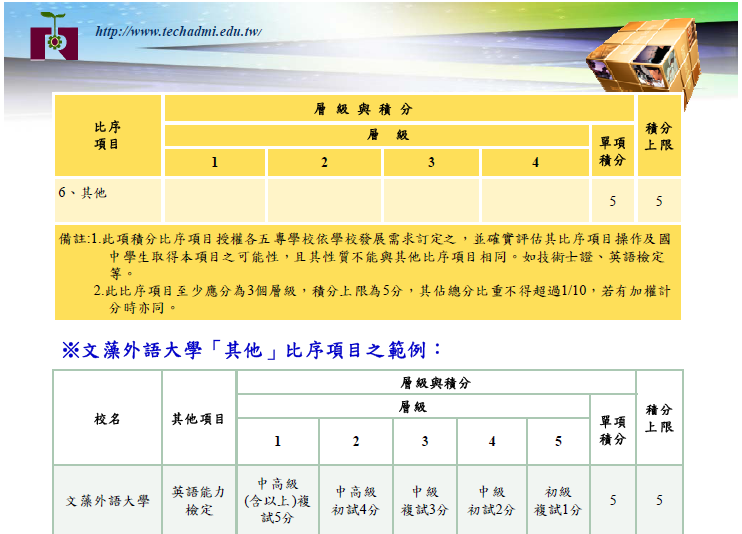 http://www.techadmi.edu.tw/
比序
項目
層 級 與 積 分
積分
上限
層 級
單項
積分
1 2 3 4
6、其他
5 5
備註:1.此項積分比序項目授權各五專學校依學校發展需求訂定之，並確實評估其比序項目操作及國
中學生取得本項目之可能性，且其性質不能與其他比序項目相同。如技術士證、英語檢定
等。
2.此比序項目至少應分為3個層級，積分上限為5分，其佔總分比重不得超過1/10，若有加權計
分時亦同。
※文藻外語大學「其他」比序項目之範例：
校名
其他項目
層級與積分
積分
上限
層級
單項
積分
1 2 3 4 5
文藻外語大學
英語能力
檢定
中高級
(含以上)複
試5分
中高級
初試4分
中級
複試3分
中級
初試2分
初級
複試1分
5 5